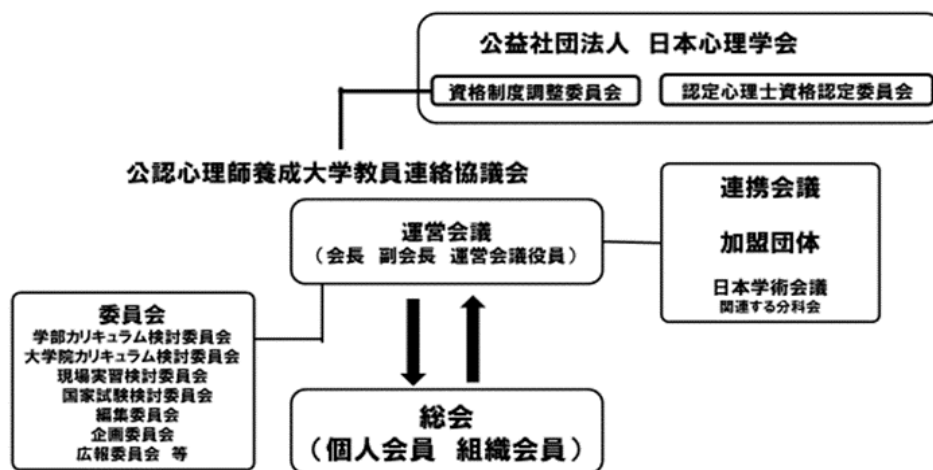 公益社団法人 日本心理学会
資格制度調整委員会
認定心理士資格認定委員会
公認心理師養成大学教員連絡協議会
運営会議
（会長 副会長 運営会議役員）
連携会議
加盟団体
日本学術会議
関連する分科会
委員会
学部カリキュラム検討委員会
大学院カリキュラム検討委員会
現場実習検討委員会
国家試験検討委員会
編集委員会
企画委員会
広報委員会 等
総会
（個人会員 組織会員）